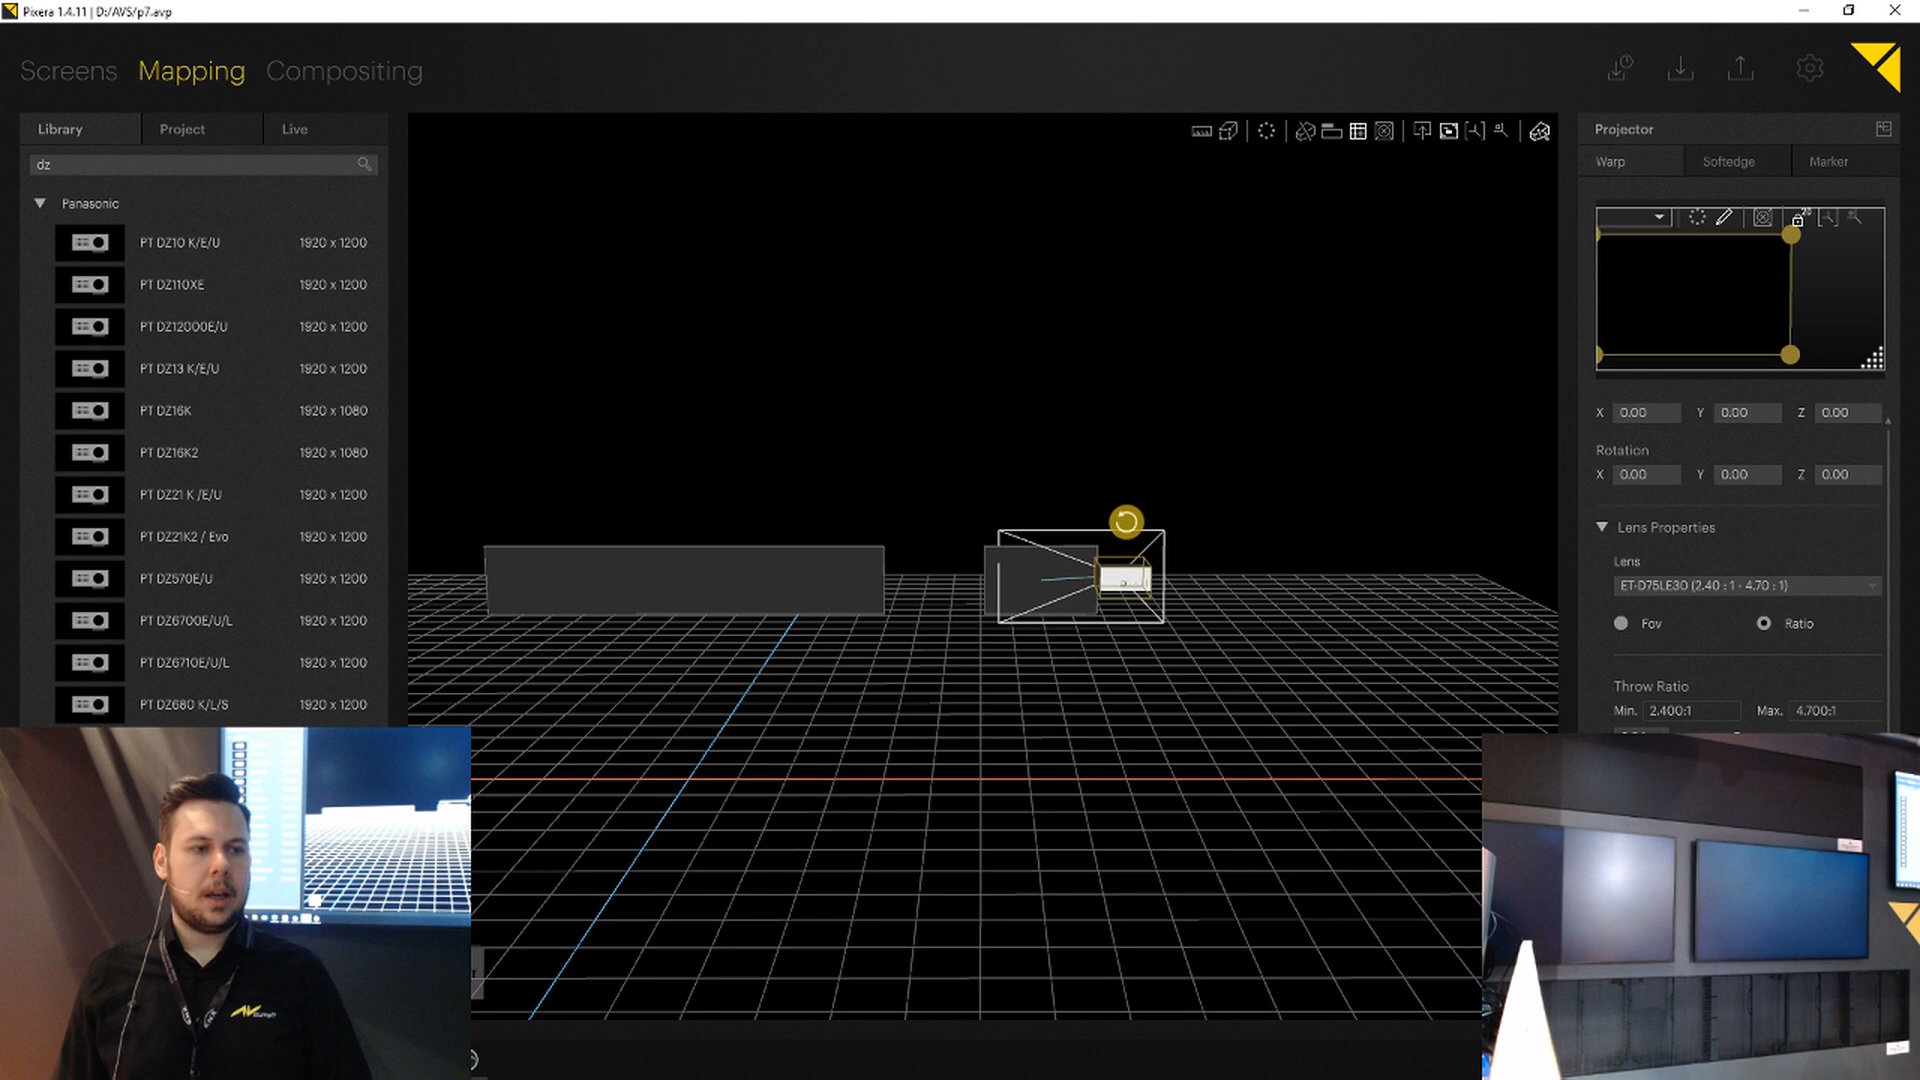 Pixera 1.4.11 | D:/AVS/p7.avp
Screens Mapping Compositing
Library Project Live
dz
Panasonic
PT DZ10 K/E/U 1920 x 1200
PT DZ110XE 1920 x 1200
PT DZ12000E/U 1920 x 1200
PT DZ13 K/E/U 1920 x 1200
PT DZ16K 1920 x 1080
PT DZ16K2 1920 x 1080
PT DZ21 K /E/U 1920 x 1200
PT DZ21K2 / Evo 1920 x 1200
PT DZ570E/U 1920 x 1200
PT DZ6700E/U/L 1920 x 1200
PT DZ6710E/U/L 1920 x 1200
PT DZ680 K/L/S 1920 x 1200
Projector
Warp Softedge Marker
X 0.00 Y 0.00 Z 0.00
Rotation
X 0.00 Y 0.00 Z 0.00
Lens Properties
Lens
ET-D75LE30 (2.40 : 1 - 4.70 : 1)
Fov Ratio
Throw Ratio
Min. 2.400:1 Max. 4.700:1